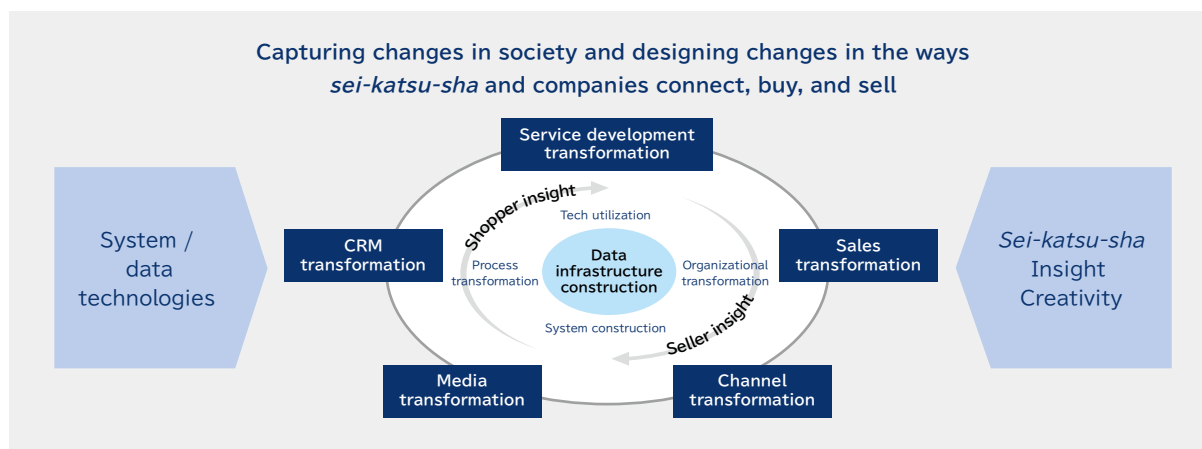 Capturing changes in society and designing changes in the ways
sei-katsu-sha and companies connect, buy, and sell
Service development
transformation
Shopper insight
Tech utilization
System /
data
technologies
CRM
transformation
Process
transformation
Data
infrastructure
construction
Organizational
transformation
Sales
transformation
Sei-katsu-sha
Insight
Creativity
System construction
Seller insight
Media
transformation
Channel
transformation